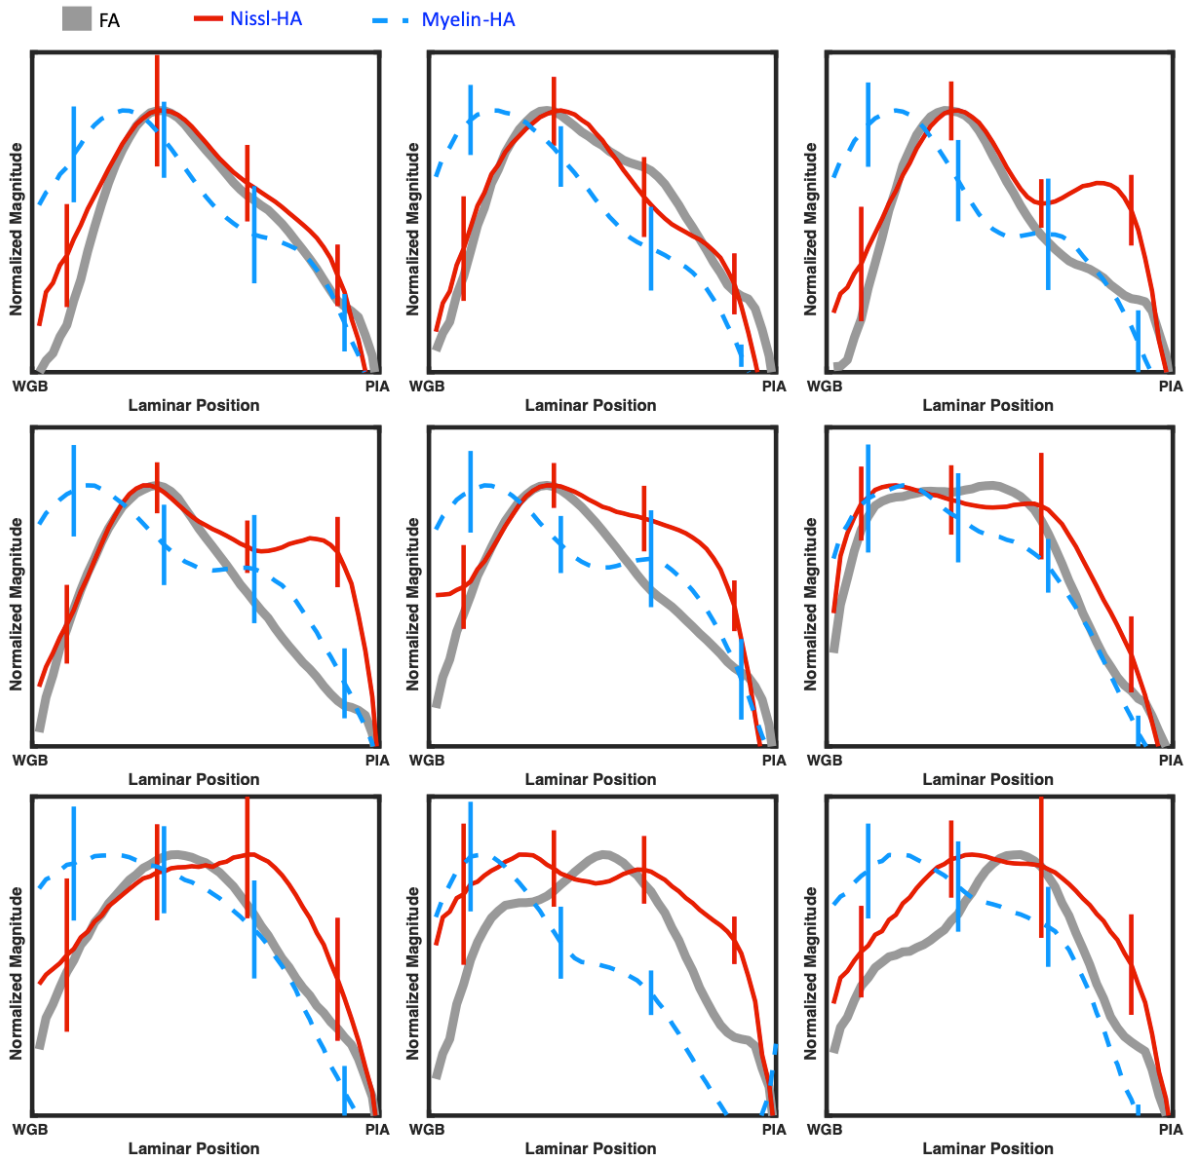 FA Nissl-HA Myelin-HA
Normalized Magnitude Normalized Magnitude Normalized Magnitude
WGB PIA WGB PIA WGB PIA
Laminar Position Laminar Position Laminar Position
Normalized Magnitude Normalized Magnitude Normalized Magnitude
WGB PIA WGB PIA WGB PIA
Laminar Position Laminar Position Laminar Position
Normalized Magnitude Normalized Magnitude Normalized Magnitude
WGB PIA WGB PIA WGB PIA
Laminar Position Laminar Position Laminar Position